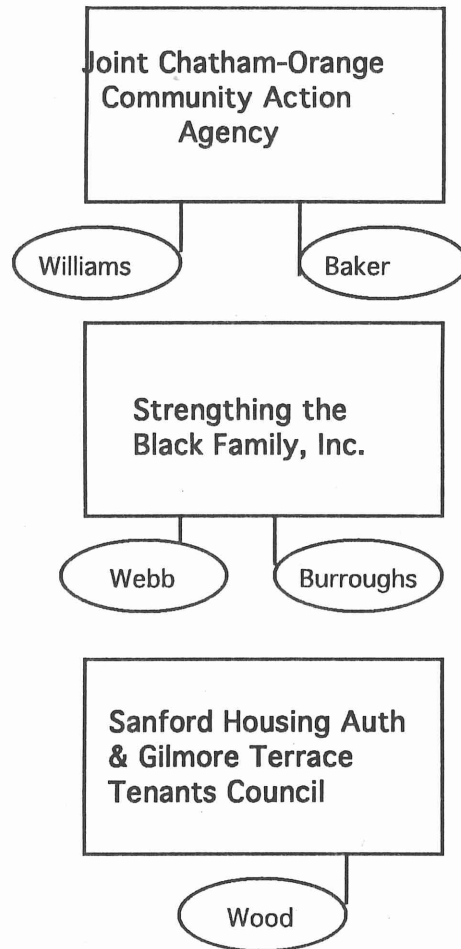 Joint Chatham-Orange
Community Action
Agency
Williams
Baker
Strengthing the
Black Family, Inc.
Webb
Burroughs
Sanford Housing Auth
& Gilmore Terrace
Tenants Council
Wood